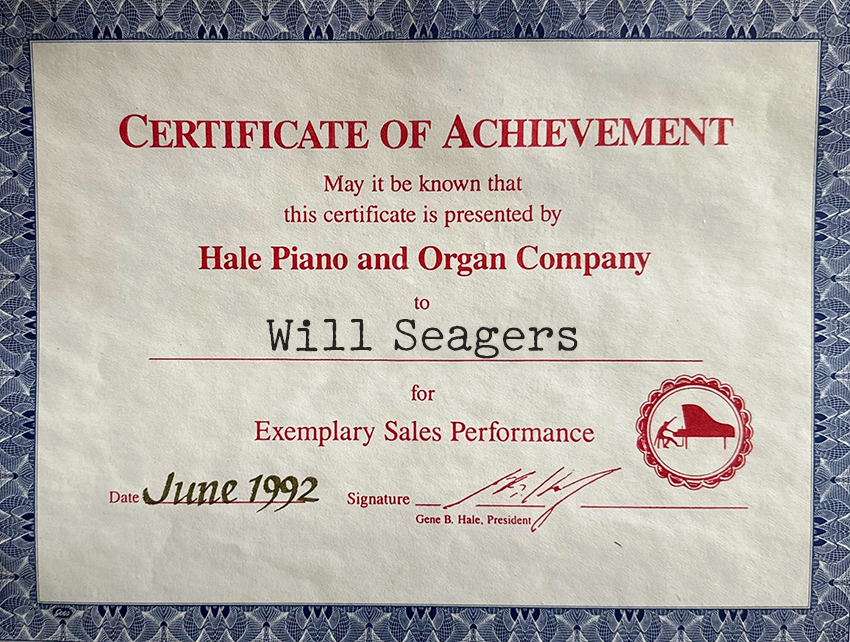 CERTIFICATE OF ACHIEVEMENT
May it be known that
this certificate is presented by
Hale Piano and Organ Company
to
Will Seagers
for
Exemplary Sales Performance
Date June 1992 Signature
Gene B. Hale, President
Goes